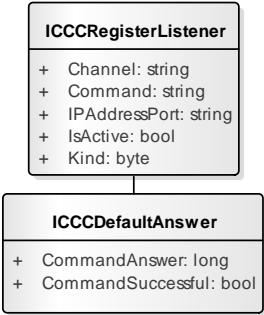 ICCCRegisterListener
+ Channel: string
+ Command: string
+ IPAddressPort: string
+ IsActive: bool
+ Kind: byte
ICCCDefaultAnswer
+ CommandAnswer: long
+ CommandSuccessful: bool